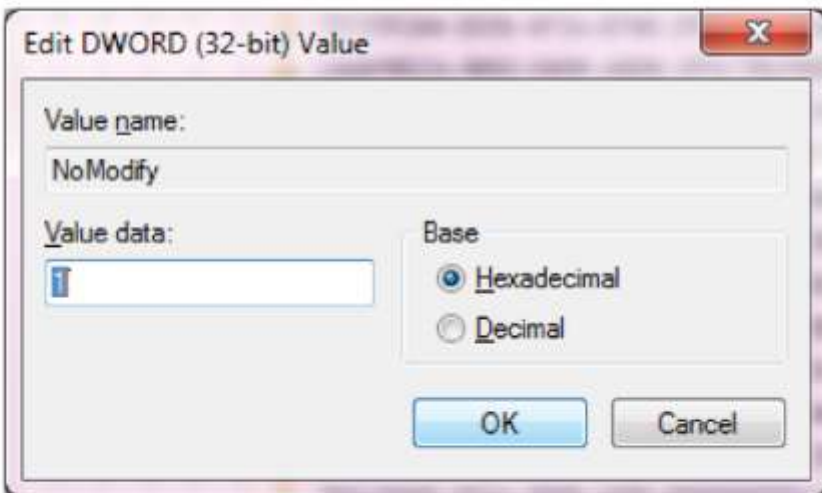 Edit DWORD (32-bit) Value
Value name:
NoModify
Value data:
1
Base
Hexadecimal
Decimal
OK
Cancel